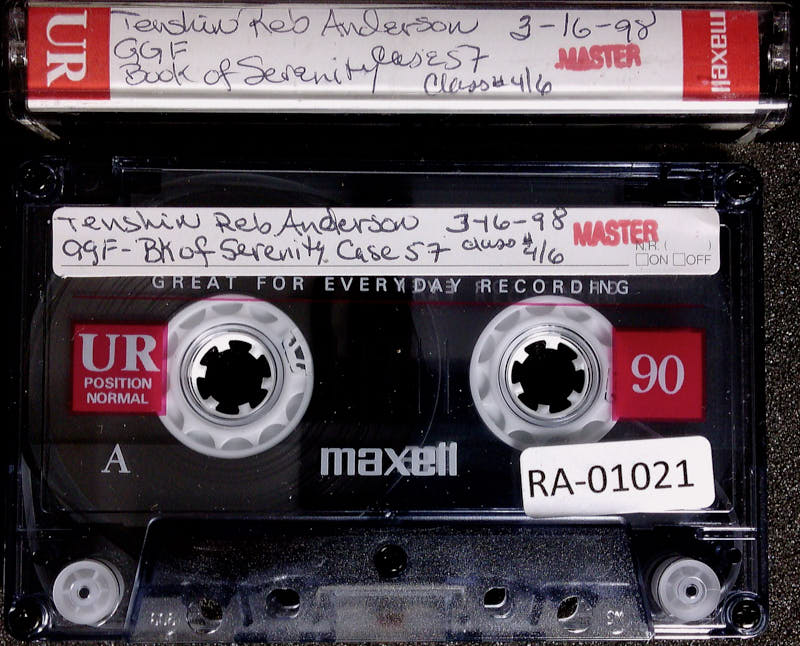 UR
Tenshin Reb Anderson 3-16-98
GGF
Book of Serenity Case 57 MASTER
Class #4/6
maxell
Tenshin Reb Anderson 3-16-98 MASTER
GGF - BK of Serenity Case 57 class # 4/6
N.R. ( )
ON OFF
GREAT FOR EVERYDAY RECORDING
UR
POSITION
NORMAL
90
A
maxell
RA-01021